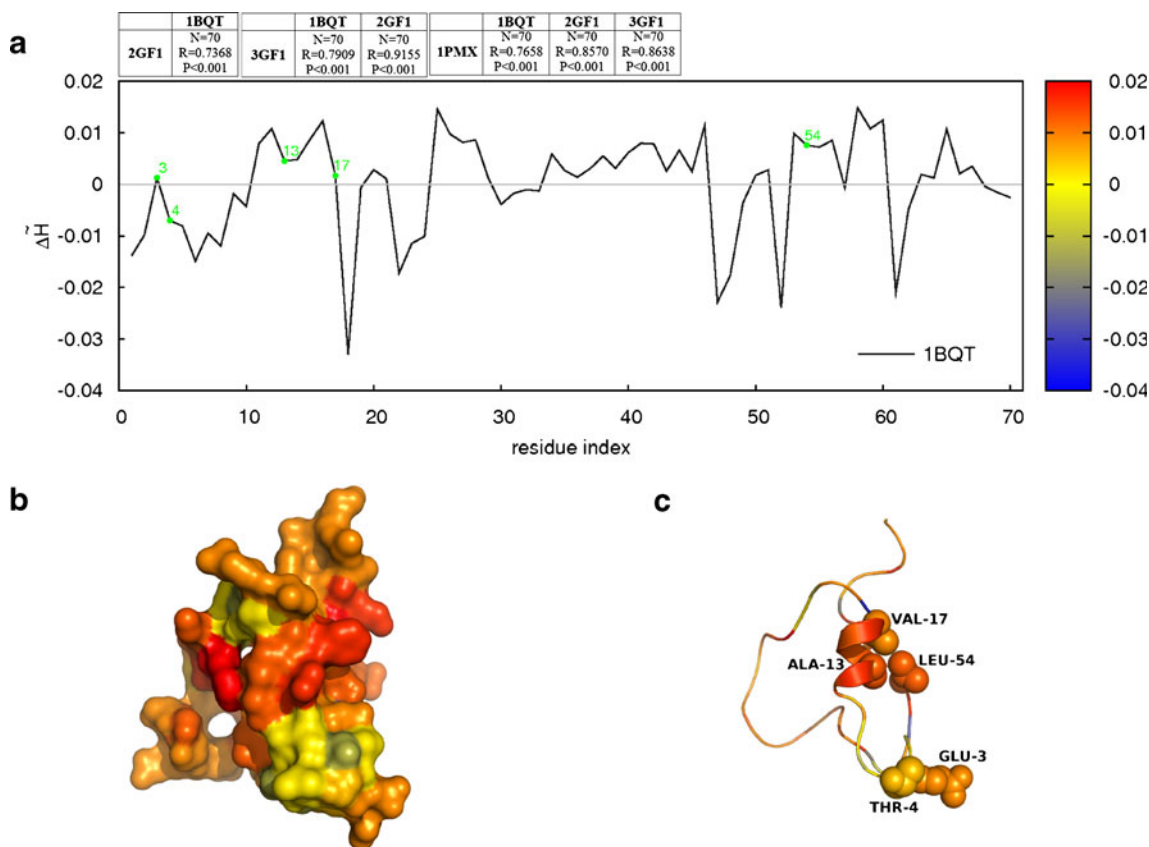 a
1BQT
2GF1
N=70
R=0.7368
P<0.001
1BQT 2GF1
3GF1
N=70 N=70
R=0.7909 R=0.9155
P<0.001 P<0.001
1BQT 2GF1 3GF1
1PMX
N=70 N=70 N=70
R=0.7658 R=0.8570 R=0.8638
P<0.001 P<0.001 P<0.001
0.02
0.01
0
-0.01
-0.02
-0.03
-0.04
ΔH̃
3
4
13
17
54
1BQT
0 10 20 30 40 50 60 70
residue index
0.02
0.01
0
-0.01
-0.02
-0.03
-0.04
b
c
VAL-17
ALA-13
LEU-54
GLU-3
THR-4